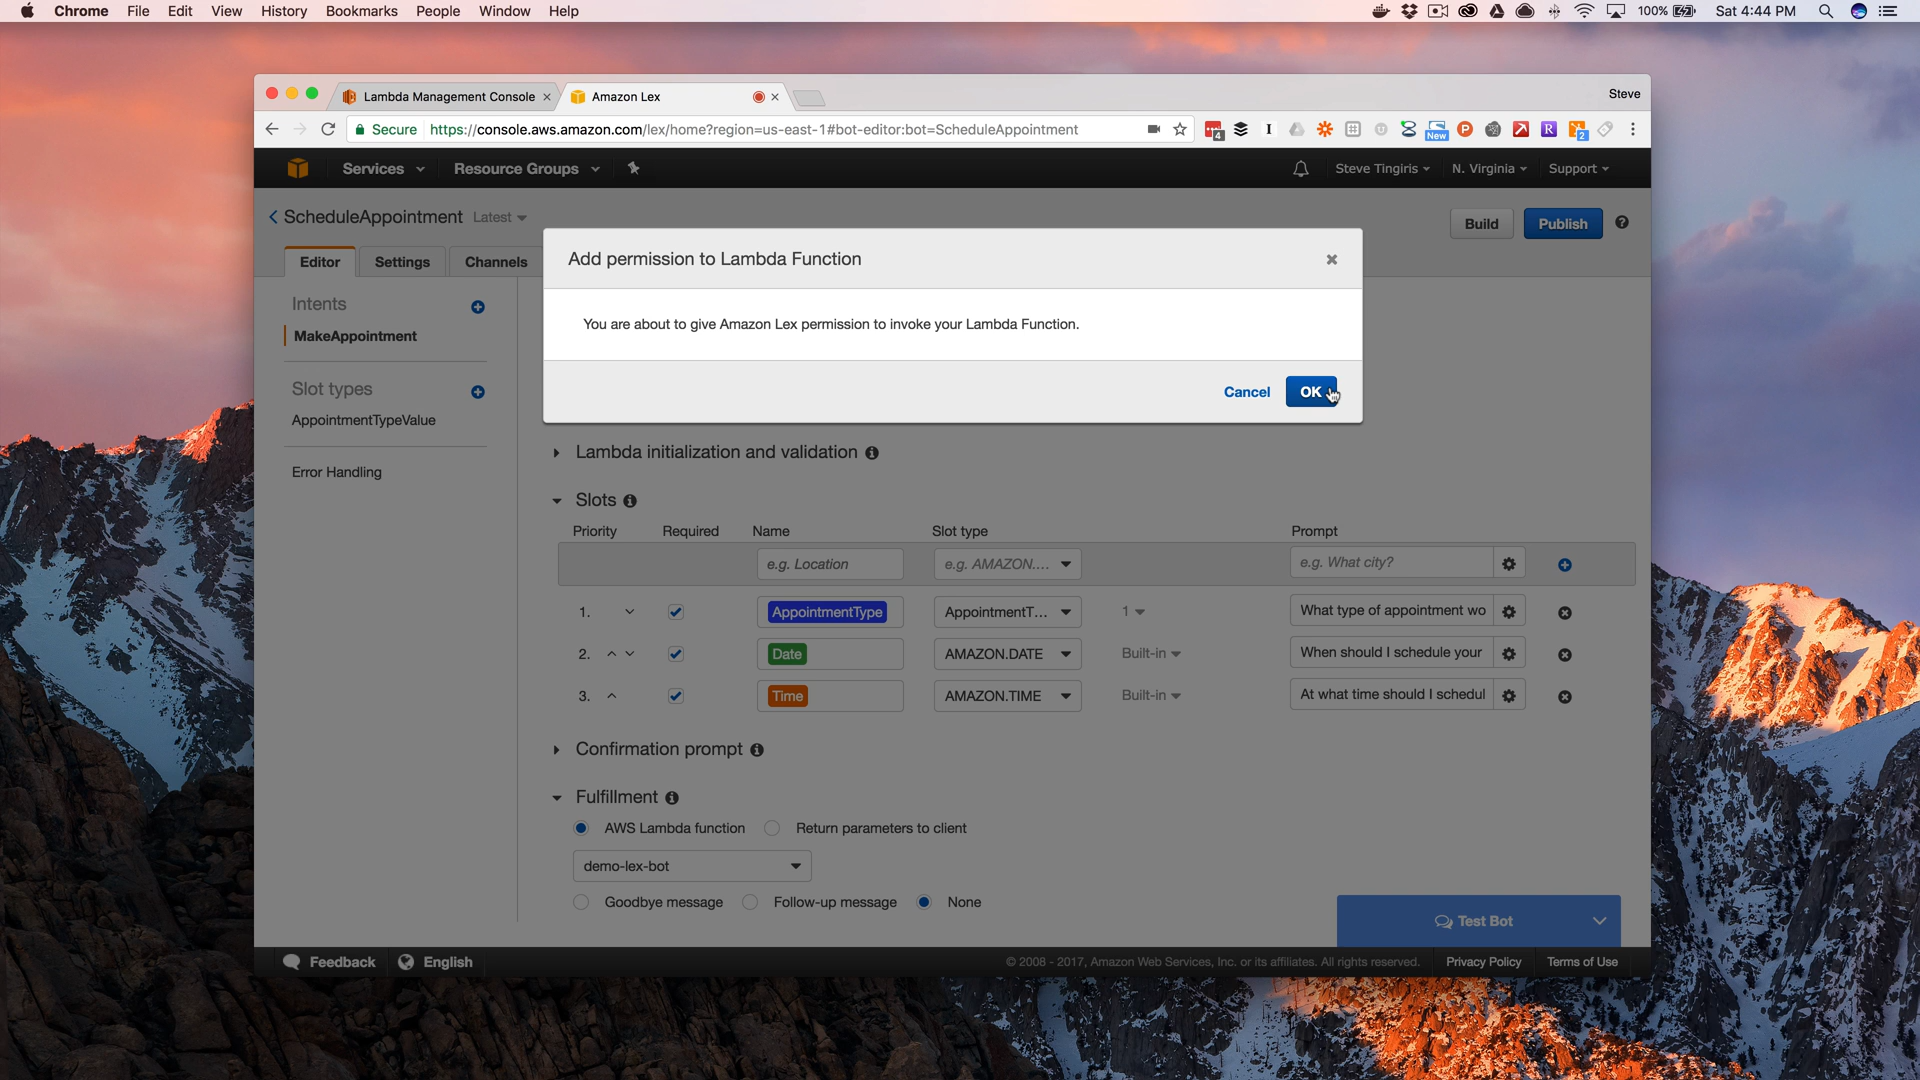 Chrome File Edit View History Bookmarks People Window Help
100% Sat 4:44 PM
Lambda Management Console
Amazon Lex
Steve
Secure https://console.aws.amazon.com/lex/home?region=us-east-1#bot-editor:bot=ScheduleAppointment
4
New
2
Services Resource Groups
Steve Tingiris N. Virginia Support
ScheduleAppointment Latest
Build Publish
Editor Settings Channels
Add permission to Lambda Function
You are about to give Amazon Lex permission to invoke your Lambda Function.
Cancel OK
Intents
MakeAppointment
Slot types
AppointmentTypeValue
Error Handling
Lambda initialization and validation
Slots
Priority Required Name Slot type Prompt
e.g. Location e.g. AMAZON.... e.g. What city?
1. AppointmentType AppointmentT... 1 What type of appointment wo
2. Date AMAZON.DATE Built-in When should I schedule your
3. Time AMAZON.TIME Built-in At what time should I schedul
Confirmation prompt
Fulfillment
AWS Lambda function Return parameters to client
demo-lex-bot
Goodbye message Follow-up message None
Test Bot
Feedback English
© 2008 - 2017, Amazon Web Services, Inc. or its affiliates. All rights reserved. Privacy Policy Terms of Use